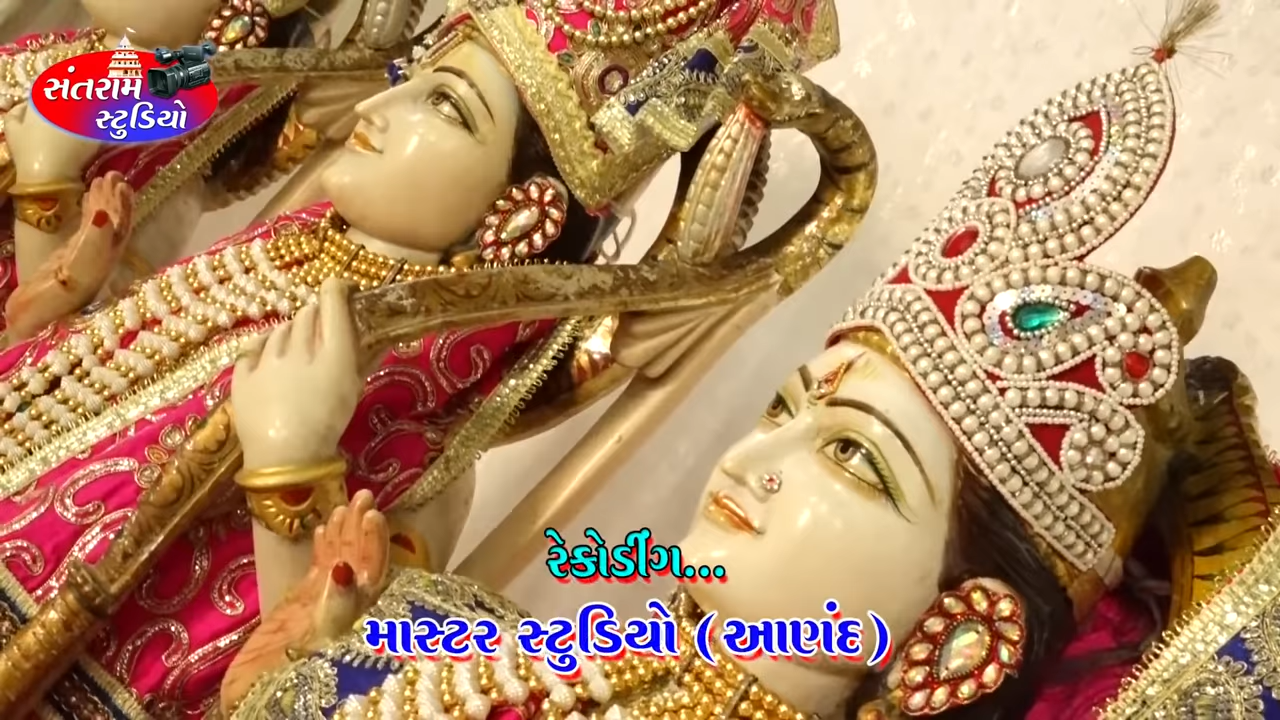 સંતરામ
સ્ટુડિયો
રેકોર્ડીંગ...
માસ્ટર સ્ટુડિયો (આણંદ)